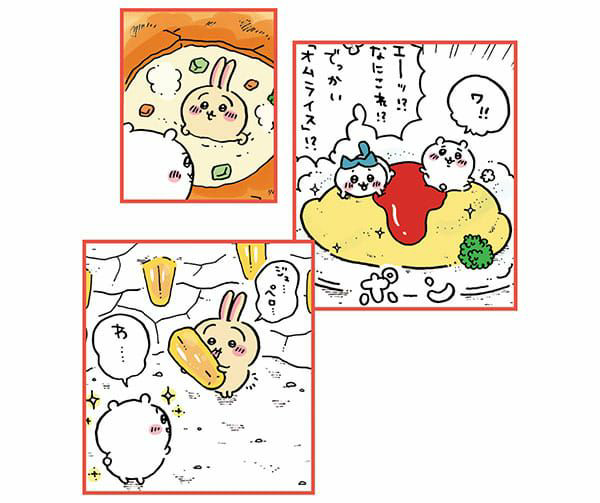 エーッ!?
なにこれ!?
でっかい
「オムライス」!?
ワ!!
ポーン
ジュ…
ペロ…
わ…